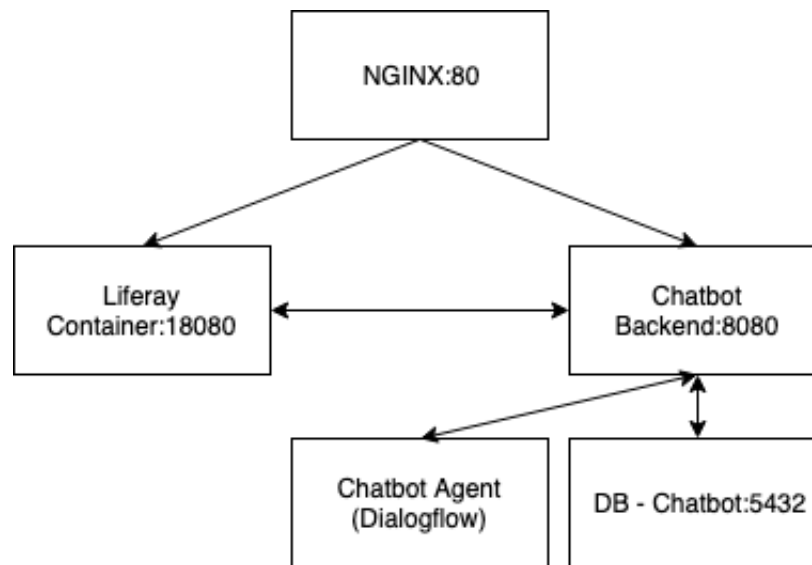 NGINX:80
Liferay
Container:18080
Chatbot
Backend:8080
Chatbot Agent
(Dialogflow)
DB - Chatbot:5432